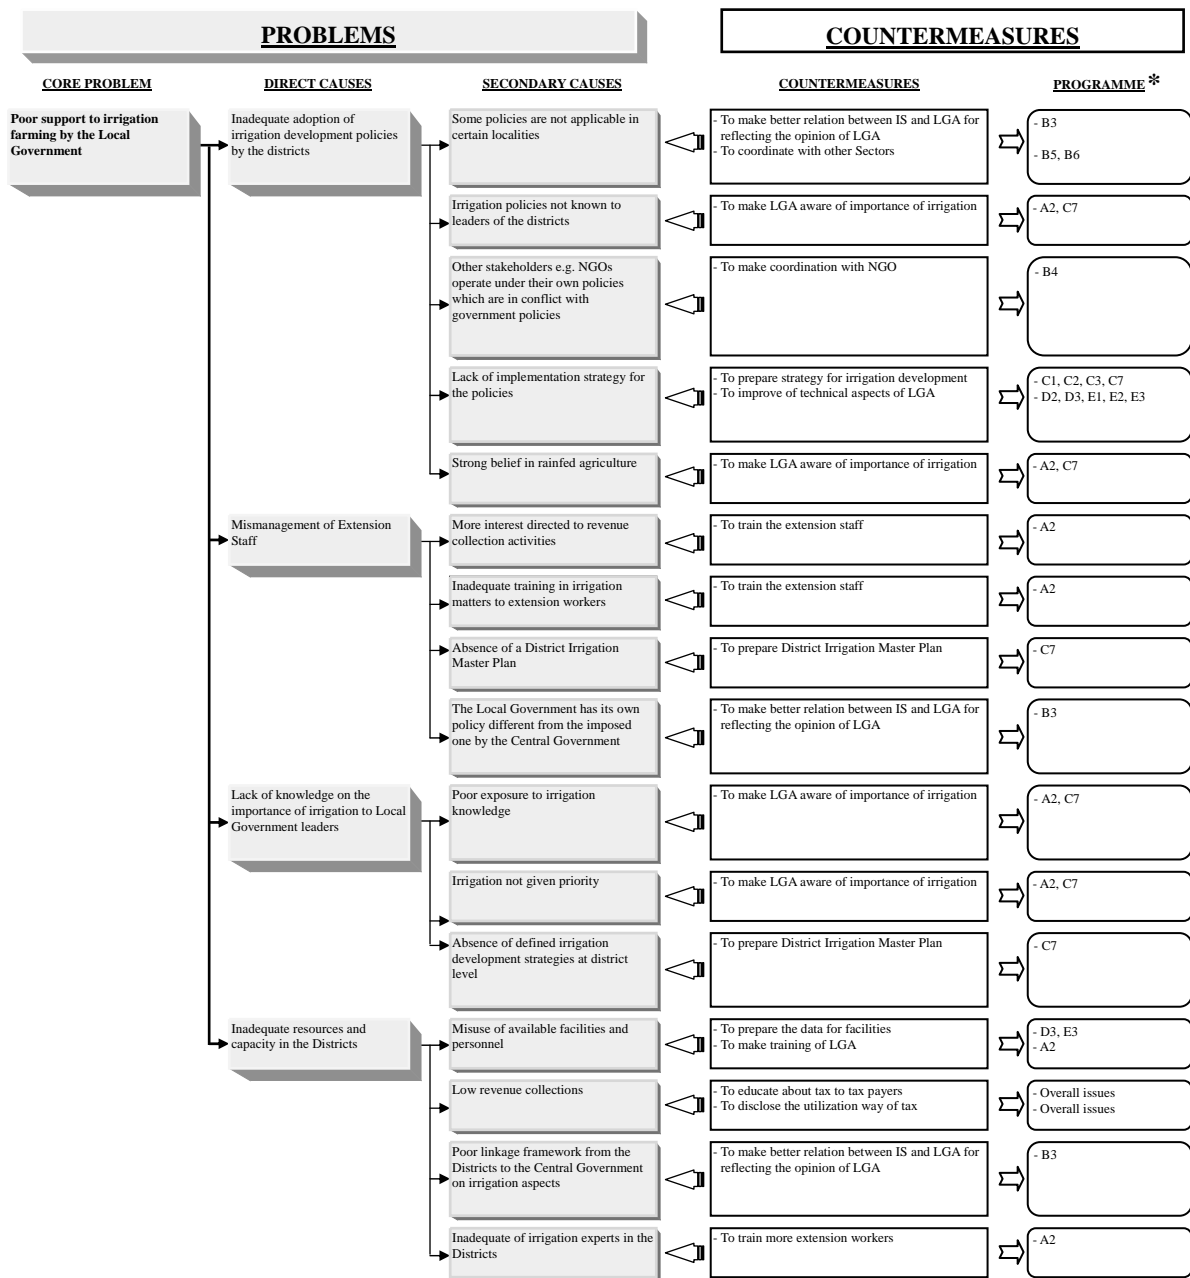 PROBLEMS
COUNTERMEASURES
CORE PROBLEM
DIRECT CAUSES
SECONDARY CAUSES
COUNTERMEASURES
PROGRAMME *
Poor support to irrigation
farming by the Local
Government
Inadequate adoption of
irrigation development policies
by the districts
Some policies are not applicable in
certain localities
- To make better relation between IS and LGA for
reflecting the opinion of LGA
- To coordinate with other Sectors
- B3
- B5, B6
Irrigation policies not known to
leaders of the districts
- To make LGA aware of importance of irrigation
- A2, C7
Other stakeholders e.g. NGOs
operate under their own policies
which are in conflict with
government policies
- To make coordination with NGO
- B4
Lack of implementation strategy for
the policies
- To prepare strategy for irrigation development
- To improve of technical aspects of LGA
- C1, C2, C3, C7
- D2, D3, E1, E2, E3
Strong belief in rainfed agriculture
- To make LGA aware of importance of irrigation
- A2, C7
Mismanagement of Extension
Staff
More interest directed to revenue
collection activities
- To train the extension staff
- A2
Inadequate training in irrigation
matters to extension workers
- To train the extension staff
- A2
Absence of a District Irrigation
Master Plan
- To prepare District Irrigation Master Plan
- C7
The Local Government has its own
policy different from the imposed
one by the Central Government
- To make better relation between IS and LGA for
reflecting the opinion of LGA
- B3
Lack of knowledge on the
importance of irrigation to Local
Government leaders
Poor exposure to irrigation
knowledge
- To make LGA aware of importance of irrigation
- A2, C7
Irrigation not given priority
- To make LGA aware of importance of irrigation
- A2, C7
Absence of defined irrigation
development strategies at district
level
- To prepare District Irrigation Master Plan
- C7
Inadequate resources and
capacity in the Districts
Misuse of available facilities and
personnel
- To prepare the data for facilities
- To make training of LGA
- D3, E3
- A2
Low revenue collections
- To educate about tax to tax payers
- To disclose the utilization way of tax
- Overall issues
- Overall issues
Poor linkage framework from the
Districts to the Central Government
on irrigation aspects
- To make better relation between IS and LGA for
reflecting the opinion of LGA
- B3
Inadequate of irrigation experts in the
Districts
- To train more extension workers
- A2